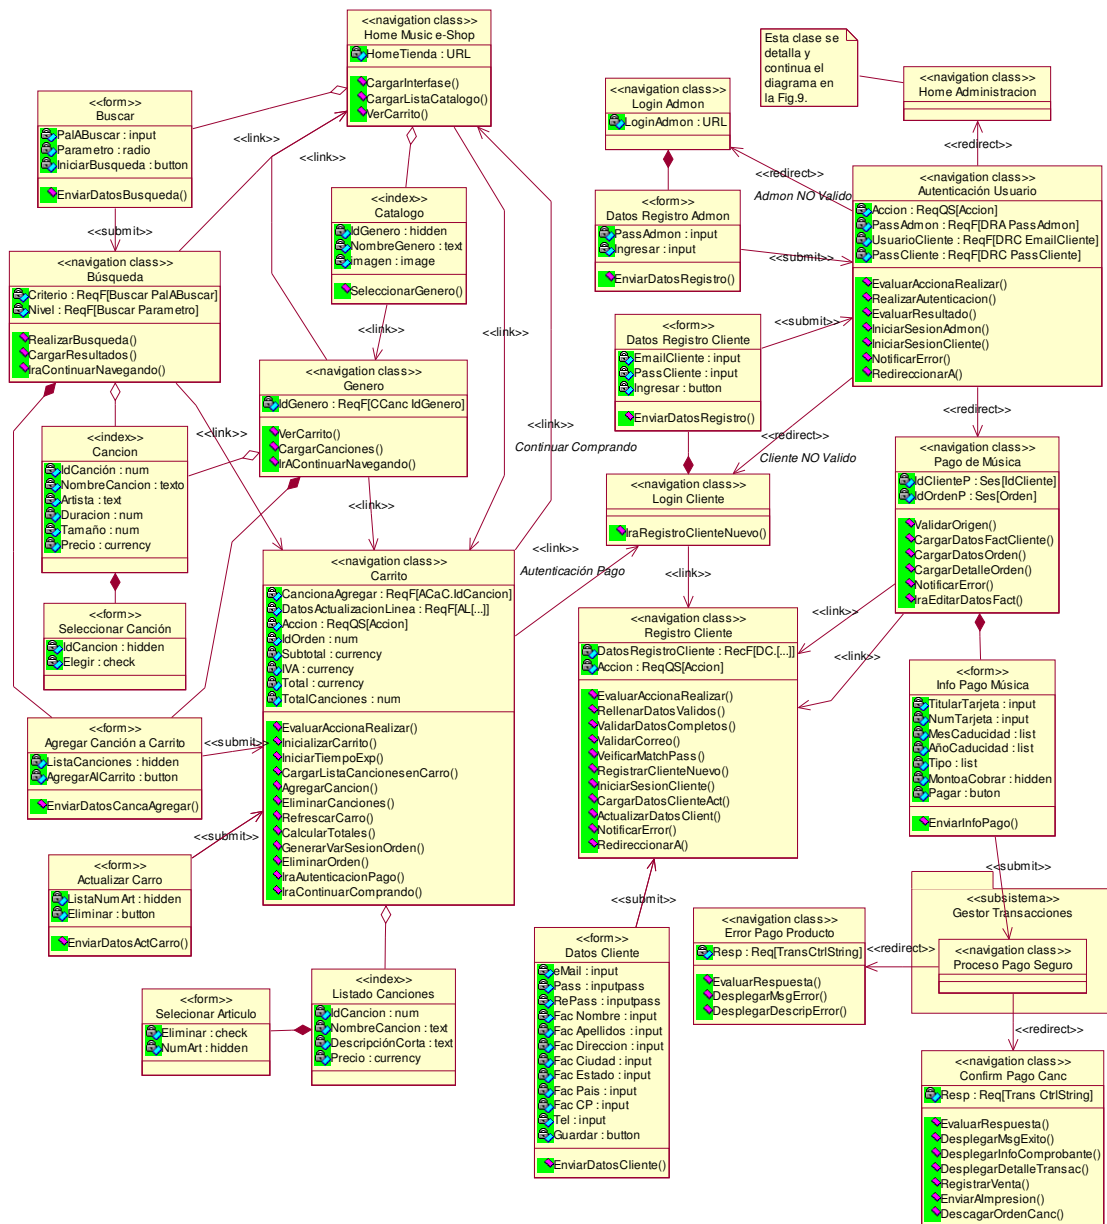 <<navigation class>>
Home Music e-Shop
HomeTienda : URL
CargarInterfase()
CargarListaCatalogo()
VerCarrito()
<<form>>
Buscar
PalABuscar : input
Parametro : radio
IniciarBusqueda : button
EnviarDatosBusqueda()
<<link>>
<<link>>
<<submit>>
<<index>>
Catalogo
IdGenero : hidden
NombreGenero : text
imagen : image
SeleccionarGenero()
<<navigation class>>
Búsqueda
Criterio : ReqF[Buscar PalABuscar]
Nivel : ReqF[Buscar Parametro]
RealizarBusqueda()
CargarResultados()
IraContinuarNavegando()
<<link>>
<<link>>
<<navigation class>>
Genero
IdGenero : ReqF[CCanc IdGenero]
VerCarrito()
CargarCanciones()
IrAContinuarNavegando()
<<link>>
<<link>>
Continuar Comprando
<<link>>
<<index>>
Cancion
IdCanción : num
NombreCancion : texto
Artista : text
Duracion : num
Tamaño : num
Precio : currency
<<form>>
Seleccionar Canción
IdCancion : hidden
Elegir : check
<<form>>
Agregar Canción a Carrito
ListaCanciones : hidden
AgregarAlCarrito : button
EnviarDatosCancaAgregar()
<<submit>>
<<form>>
Actualizar Carro
ListaNumArt : hidden
Eliminar : button
EnviarDatosActCarro()
<<submit>>
<<navigation class>>
Carrito
CancionaAgregar : ReqF[ACaC.IdCancion]
DatosActualizacionLinea : ReqF[AL[...]]
Accion : ReqQS[Accion]
IdOrden : num
Subtotal : currency
IVA : currency
Total : currency
TotalCanciones : num
EvaluarAccionaRealizar()
InicializarCarrito()
IniciarTiempoExp()
CargarListaCancionesenCarro()
AgregarCancion()
EliminarCanciones()
RefrescarCarro()
CalcularTotales()
GenerarVarSesionOrden()
EliminarOrden()
IraAutenticacionPago()
IraContinuarComprando()
<<link>>
Autenticación Pago
<<form>>
Selecionar Articulo
Eliminar : check
NumArt : hidden
<<index>>
Listado Canciones
IdCancion : num
NombreCancion : text
DescripciónCorta : text
Precio : currency
Esta clase se
detalla y
continua el
diagrama en
la Fig.9.
<<navigation class>>
Home Administracion
<<navigation class>>
Login Admon
LoginAdmon : URL
<<redirect>>
<<redirect>>
Admon NO Valido
<<form>>
Datos Registro Admon
PassAdmon : input
Ingresar : input
EnviarDatosRegistro()
<<submit>>
<<navigation class>>
Autenticación Usuario
Accion : ReqQS[Accion]
PassAdmon : ReqF[DRA PassAdmon]
UsuarioCliente : ReqF[DRC EmailCliente]
PassCliente : ReqF[DRC PassCliente]
EvaluarAccionaRealizar()
RealizarAutenticacion()
EvaluarResultado()
IniciarSesionAdmon()
IniciarSesionCliente()
NotificarError()
RedireccionarA()
<<form>>
Datos Registro Cliente
EmailCliente : input
PassCliente : input
Ingresar : button
EnviarDatosRegistro()
<<submit>>
<<redirect>>
<<redirect>>
Cliente NO Valido
<<navigation class>>
Login Cliente
IraRegistroClienteNuevo()
<<link>>
<<navigation class>>
Pago de Música
IdClienteP : Ses[IdCliente]
IdOrdenP : Ses[Orden]
ValidarOrigen()
CargarDatosFactCliente()
CargarDatosOrden()
CargarDetalleOrden()
NotificarError()
IraEditarDatosFact()
<<link>>
<<link>>
<<navigation class>>
Registro Cliente
DatosRegistroCliente : RecF[DC.[...]]
Accion : ReqQS[Accion]
EvaluarAccionaRealizar()
RellenarDatosValidos()
ValidarDatosCompletos()
ValidarCorreo()
VeificarMatchPass()
RegistrarClienteNuevo()
IniciarSesionCliente()
CargarDatosClienteAct()
ActualizarDatosClient()
NotificarError()
RedireccionarA()
<<submit>>
<<form>>
Info Pago Música
TitularTarjeta : input
NumTarjeta : input
MesCaducidad : list
AñoCaducidad : list
Tipo : list
MontoaCobrar : hidden
Pagar : buton
EnviarInfoPago()
<<submit>>
<<subsistema>>
Gestor Transacciones
<<navigation class>>
Proceso Pago Seguro
<<redirect>>
<<redirect>>
<<form>>
Datos Cliente
eMail : input
Pass : inputpass
RePass : inputpass
Fac Nombre : input
Fac Apellidos : input
Fac Direccion : input
Fac Ciudad : input
Fac Estado : input
Fac Pais : input
Fac CP : input
Tel : input
Guardar : button
EnviarDatosCliente()
<<navigation class>>
Error Pago Producto
Resp : Req[TransCtrlString]
EvaluarRespuesta()
DesplegarMsgError()
DesplegarDescripError()
<<navigation class>>
Confirm Pago Canc
Resp : Req[Trans CtrlString]
EvaluarRespuesta()
DesplegarMsgExito()
DesplegarInfoComprobante()
DesplegarDetalleTransac()
RegistrarVenta()
EnviarAImpresion()
DescagarOrdenCanc()